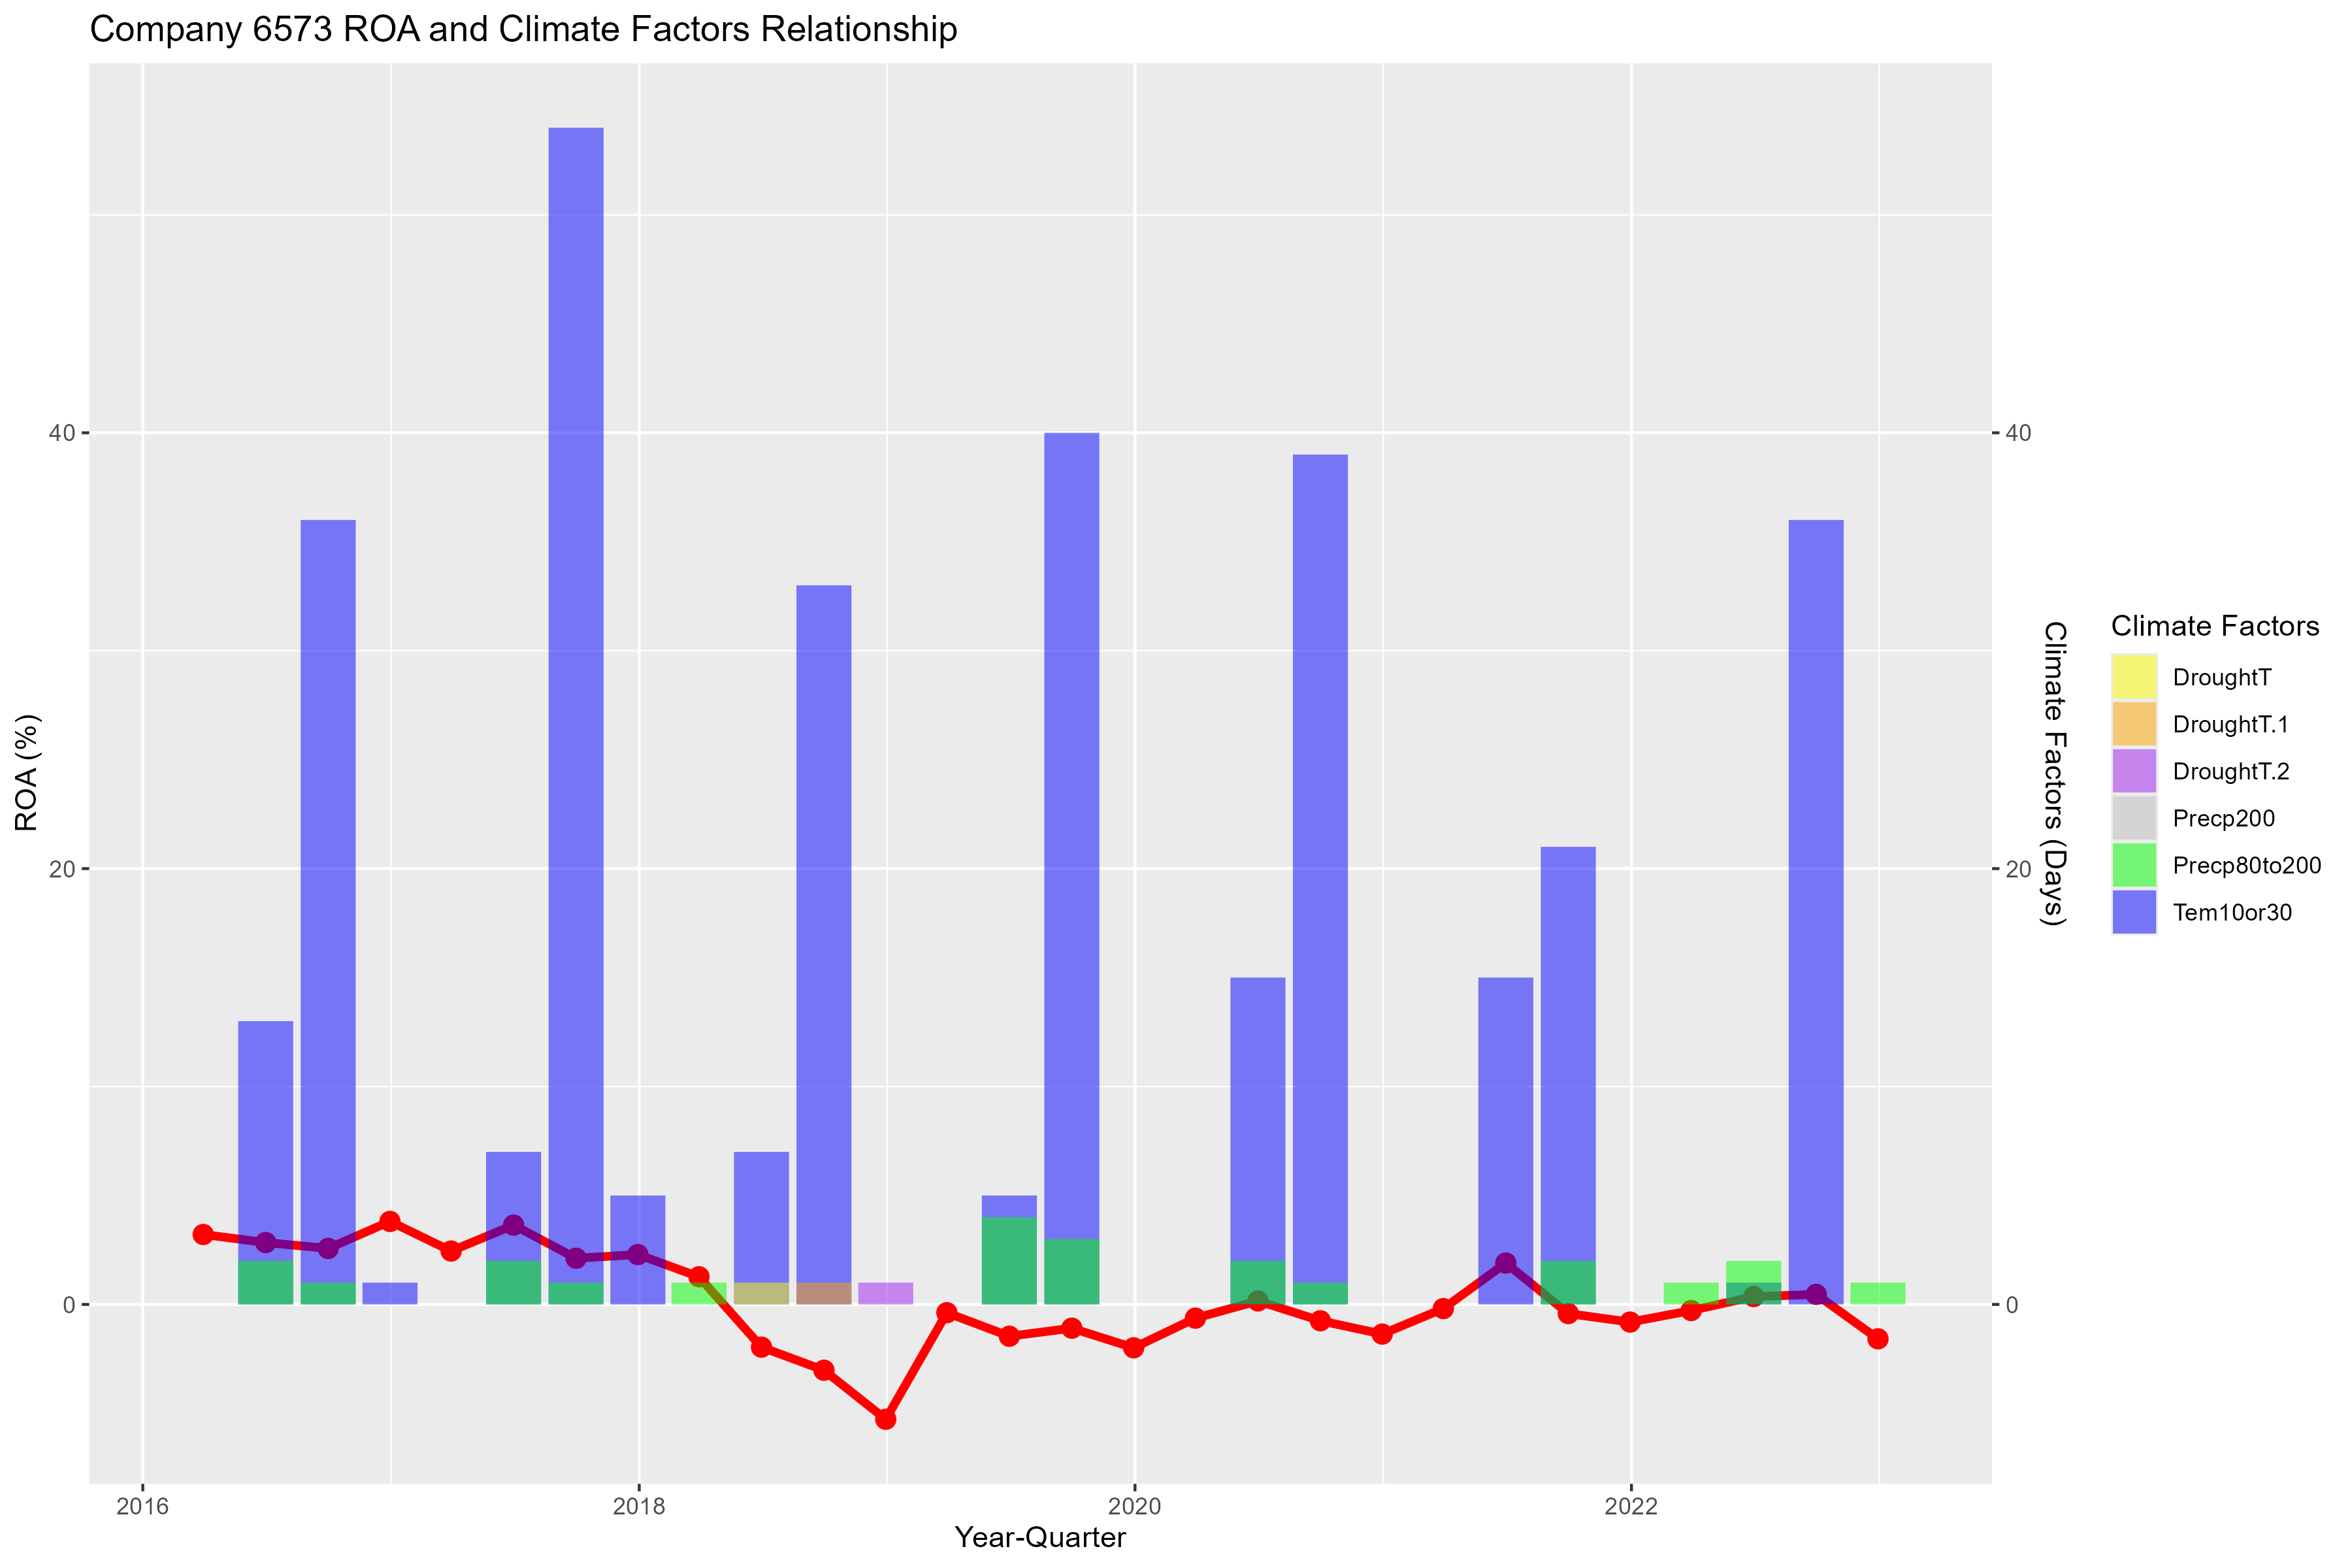 Company 6573 ROA and Climate Factors Relationship
ROA (%)
40
20
0
40
20
0
Climate Factors (Days)
2016
2018
2020
2022
Year-Quarter
Climate Factors
DroughtT
DroughtT.1
DroughtT.2
Precp200
Precp80to200
Tem10or30